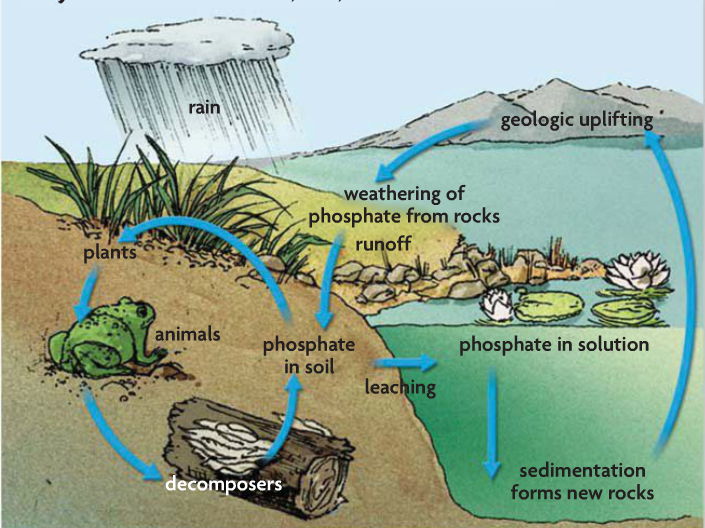 rain
geologic uplifting
weathering of
phosphate from rocks
runoff
plants
animals
phosphate
in soil
phosphate in solution
leaching
decomposers
sedimentation
forms new rocks